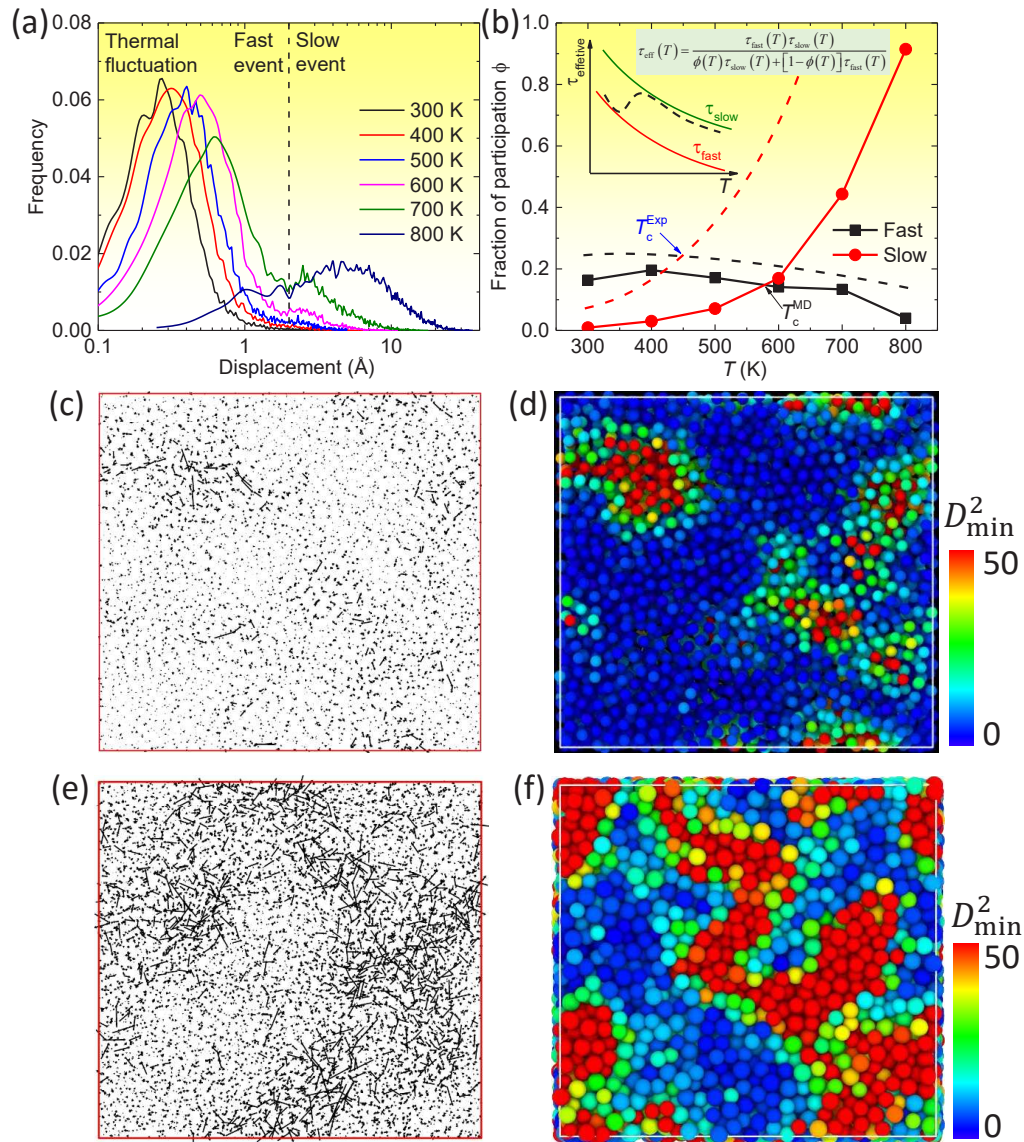 (a)
Thermal fluctuation
Fast event
Slow event
300 K
400 K
500 K
600 K
700 K
800 K
Frequency
0.08
0.06
0.04
0.02
0.00
0.1
1
10
Displacement (Å)
(b)
τeff (T) = τfast (T) τslow (T) / ϕ(T) τslow (T) + [1−ϕ(T)] τfast (T)
τeffetive
τslow
τfast
T
TcExp
TcMD
Fast
Slow
Fraction of participation ϕ
1.0
0.8
0.6
0.4
0.2
0.0
300 400 500 600 700 800
T (K)
(c)
(d)
D2min
50
0
(e)
(f)
D2min
50
0